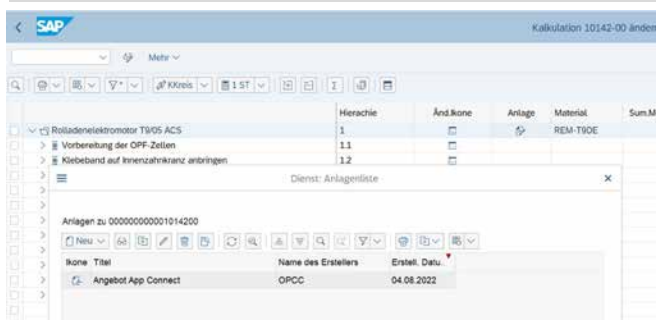 SAP
Kalkulation 10142-00 änder
Mehr
KKreis
1 ST
Hierachie Änd.Ikone Anlage Material Sum.M
Rolladenelektromotor T9/05 ACS 1 REM-T9DE
Vorbereitung der OPF-Zellen 1.1
Klebeband auf Innenzahnkranz anbringen 1.2
Dienst: Anlagenliste
Anlagen zu 000000000001014200
Neu
Ikone Titel Name des Erstellers Erstell. Datu.
Angebot App Connect OPCC 04.08.2022